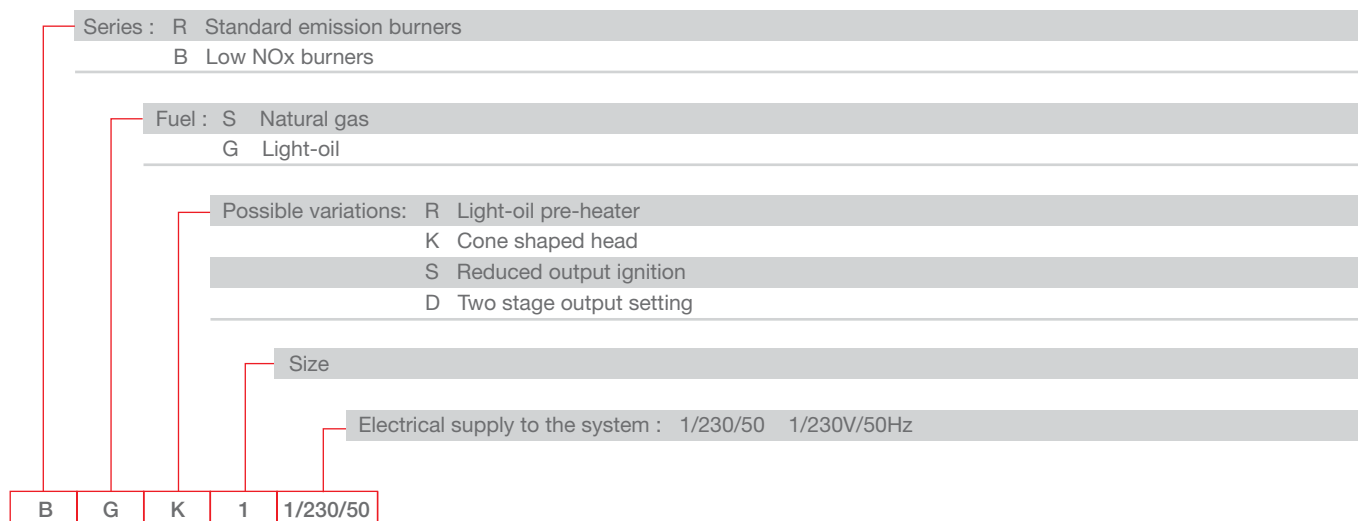 Series : R Standard emission burners
B Low NOx burners
Fuel : S Natural gas
G Light-oil
Possible variations: R Light-oil pre-heater
K Cone shaped head
S Reduced output ignition
D Two stage output setting
Size
Electrical supply to the system : 1/230/50 1/230V/50Hz
B G K 1 1/230/50